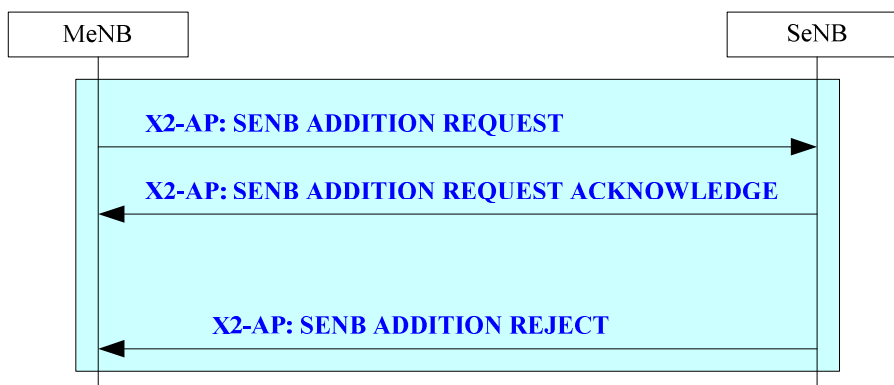 MeNB
SeNB
X2-AP: SENB ADDITION REQUEST
X2-AP: SENB ADDITION REQUEST ACKNOWLEDGE
X2-AP: SENB ADDITION REJECT